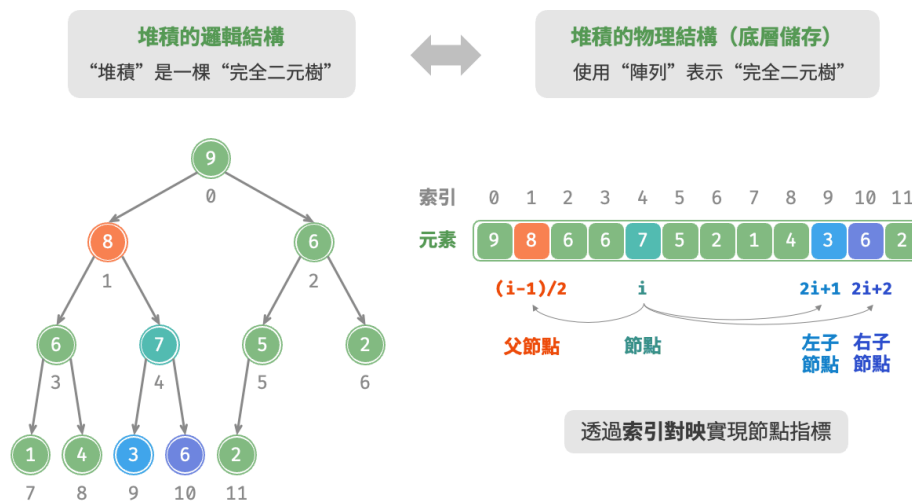 堆積的邏輯結構
“堆積”是一棵“完全二元樹”
堆積的物理結構（底層儲存）
使用“陣列”表示“完全二元樹”
9
0
8
6
1
2
6
7
5
2
3
4
5
6
1
4
3
6
2
7
8
9
10
11
索引 0 1 2 3 4 5 6 7 8 9 10 11
元素 9 8 6 6 7 5 2 1 4 3 6 2
(i-1)/2 i 2i+1 2i+2
父節點 節點 左子 右子
節點 節點
透過索引對映實現節點指標